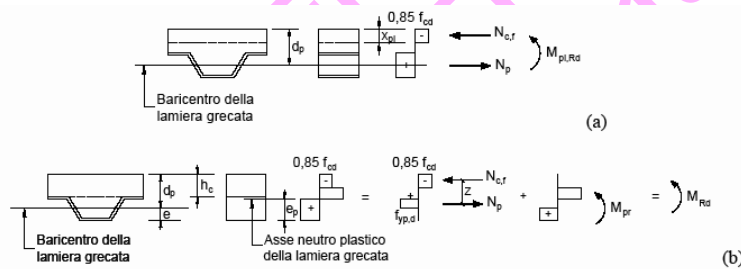 0,85 f_cd
d_p
x_pl
-
N_c,f
+
N_p
M_pl,Rd
Baricentro della
lamiera grecata
(a)
0,85 f_cd
0,85 f_cd
d_p
h_c
e
e_p
-
+
=
-
+
f_yp,d
N_c,f
z
N_p
+
+
M_pr
=
M_Rd
Baricentro della
lamiera grecata
Asse neutro plastico
della lamiera grecata
(b)